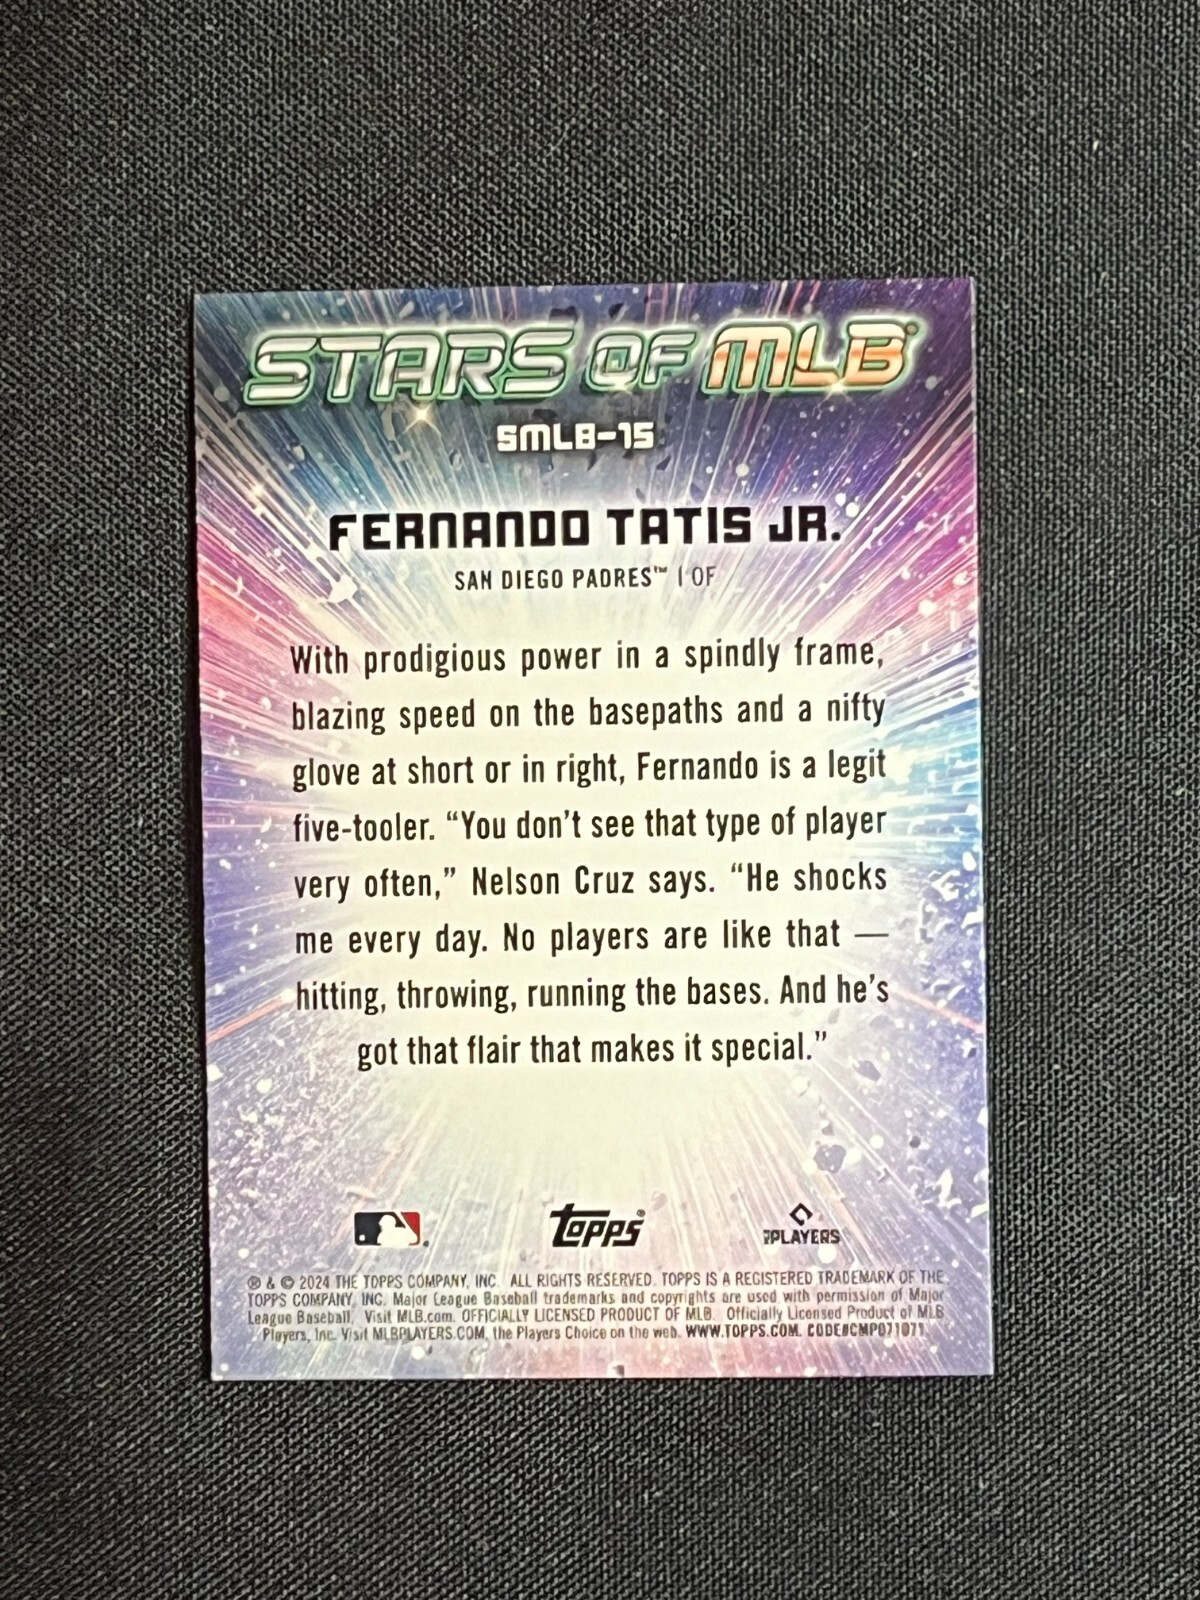 STARS OF MLB®
SMLB-15
FERNANDO TATIS JR.
SAN DIEGO PADRES™ | OF
With prodigious power in a spindly frame,
blazing speed on the basepaths and a nifty
glove at short or in right, Fernando is a legit
five-tooler. “You don’t see that type of player
very often,” Nelson Cruz says. “He shocks
me every day. No players are like that —
hitting, throwing, running the bases. And he’s
got that flair that makes it special.”
topps®
PLAYERS
® & © 2024 THE TOPPS COMPANY, INC. ALL RIGHTS RESERVED. TOPPS IS A REGISTERED TRADEMARK OF THE
TOPPS COMPANY, INC. Major League Baseball trademarks and copyrights are used with permission of Major
League Baseball. Visit MLB.com. OFFICIALLY LICENSED PRODUCT OF MLB. Officially Licensed Product of MLB
Players, Inc. Visit MLBPLAYERS.COM, the Players Choice on the web. WWW.TOPPS.COM. CODE#CMP071071